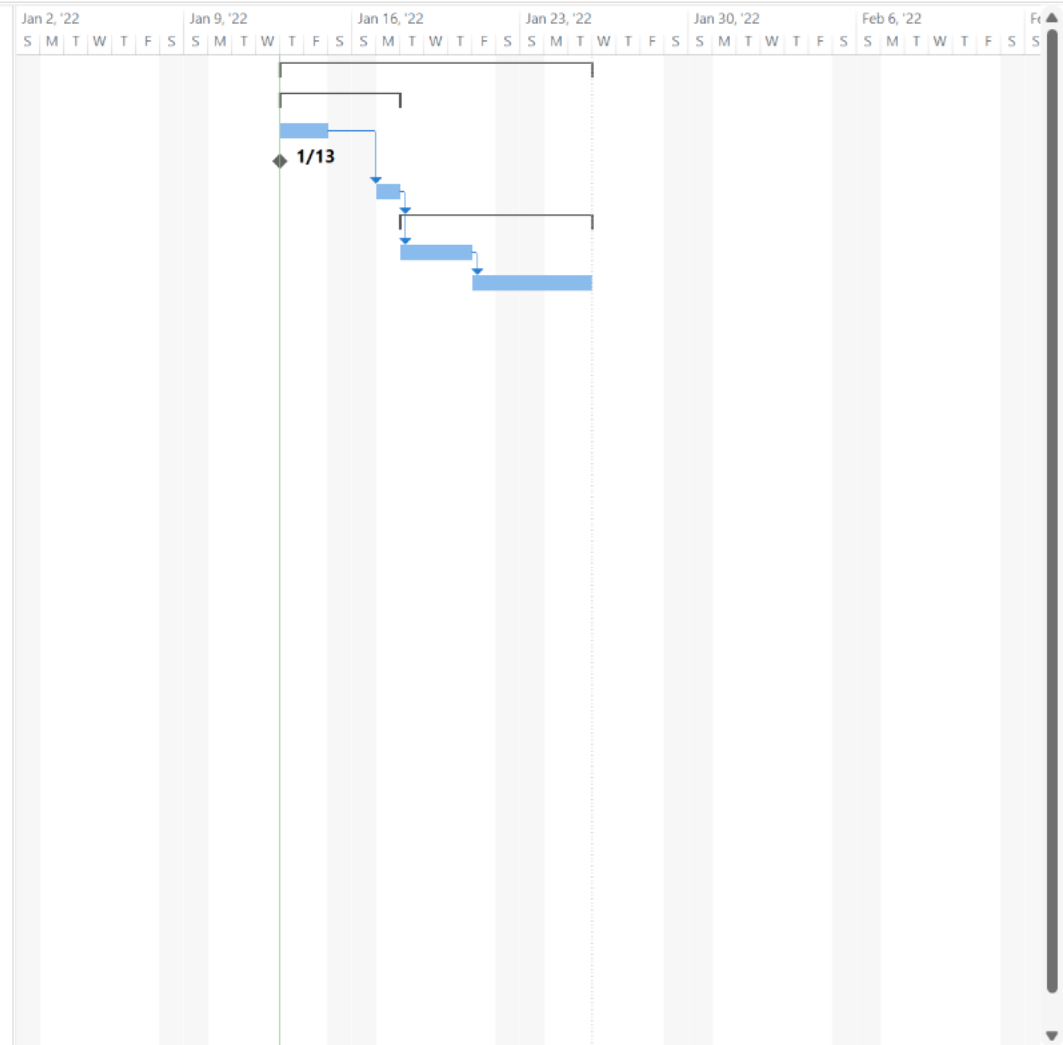 Jan 2, '22 Jan 9, '22 Jan 16, '22 Jan 23, '22 Jan 30, '22 Feb 6, '22
S M T W T F S S M T W T F S S M T W T F S S M T W T F S S M T W T F S S M T W T F S S
1/13